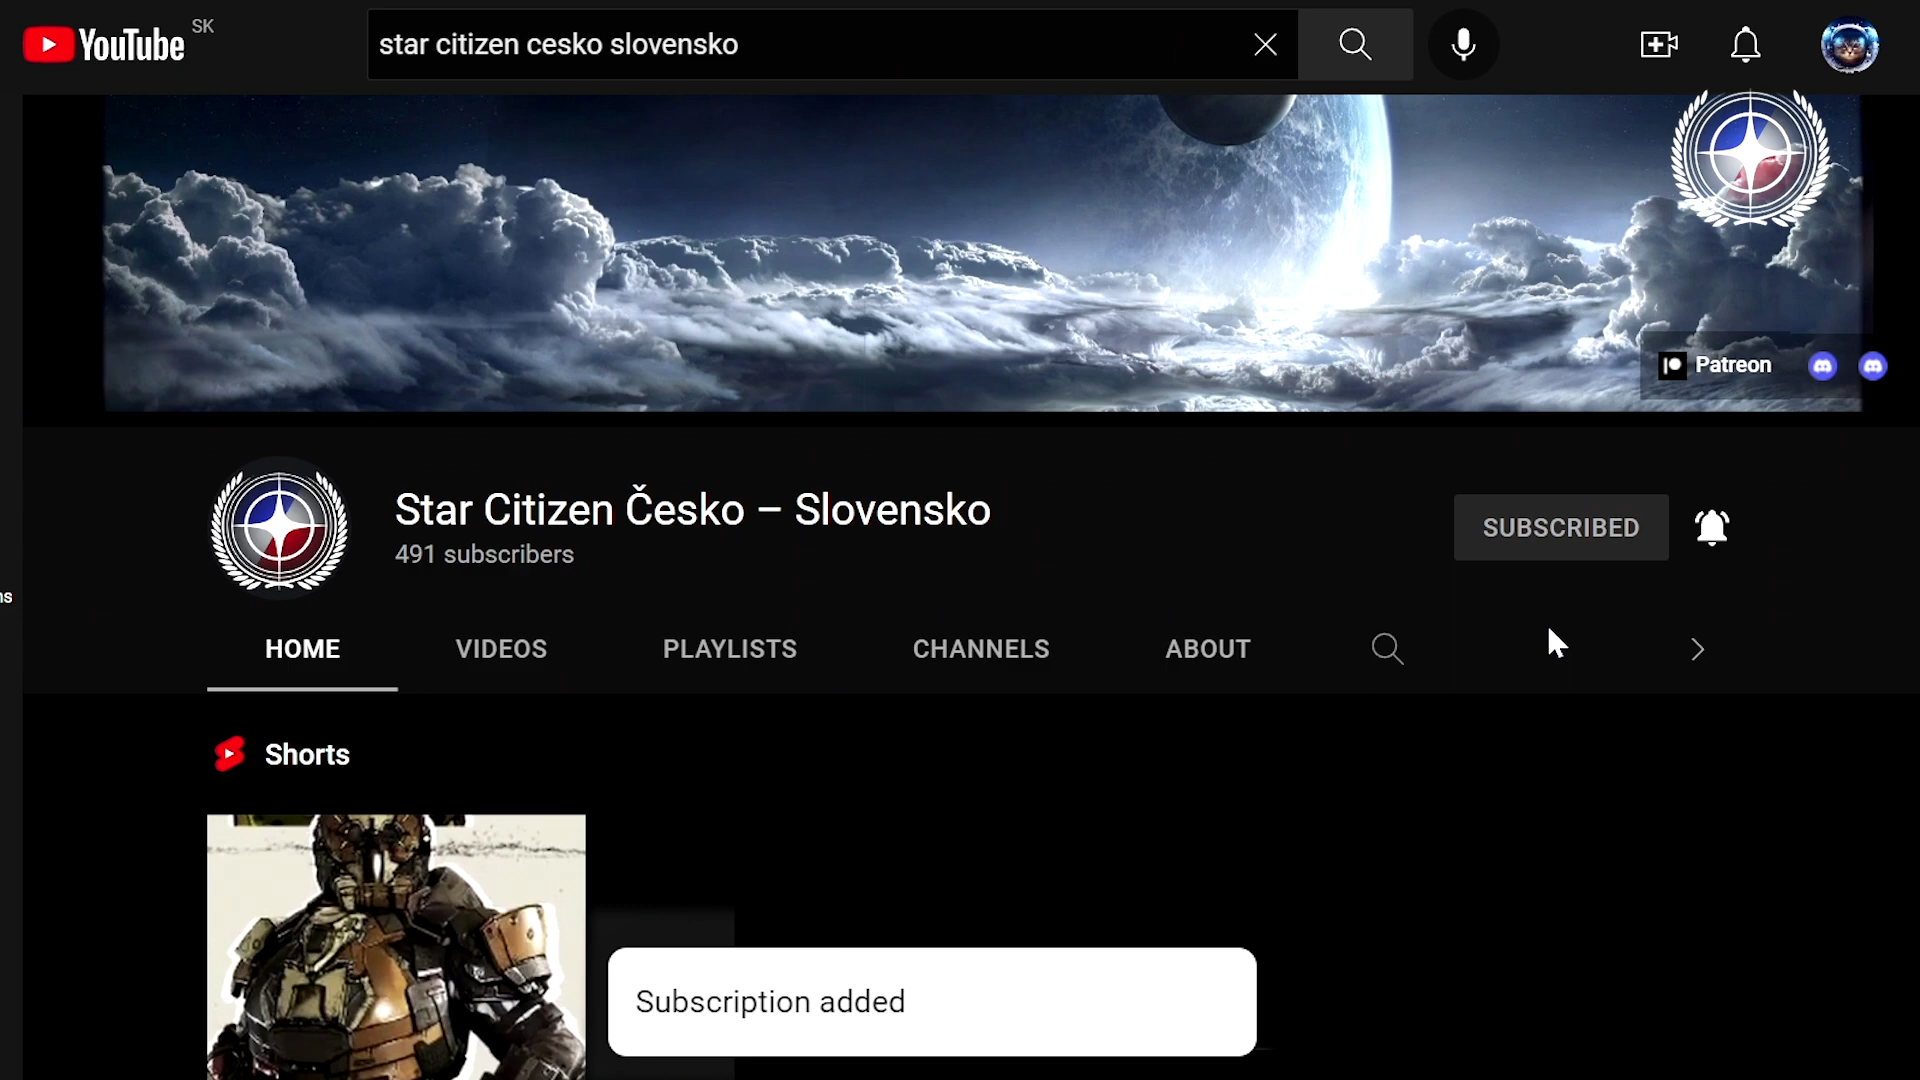 YouTube SK
star citizen cesko slovensko
Patreon
Star Citizen Česko – Slovensko
491 subscribers
SUBSCRIBED
ns
HOME VIDEOS PLAYLISTS CHANNELS ABOUT
Shorts
Subscription added